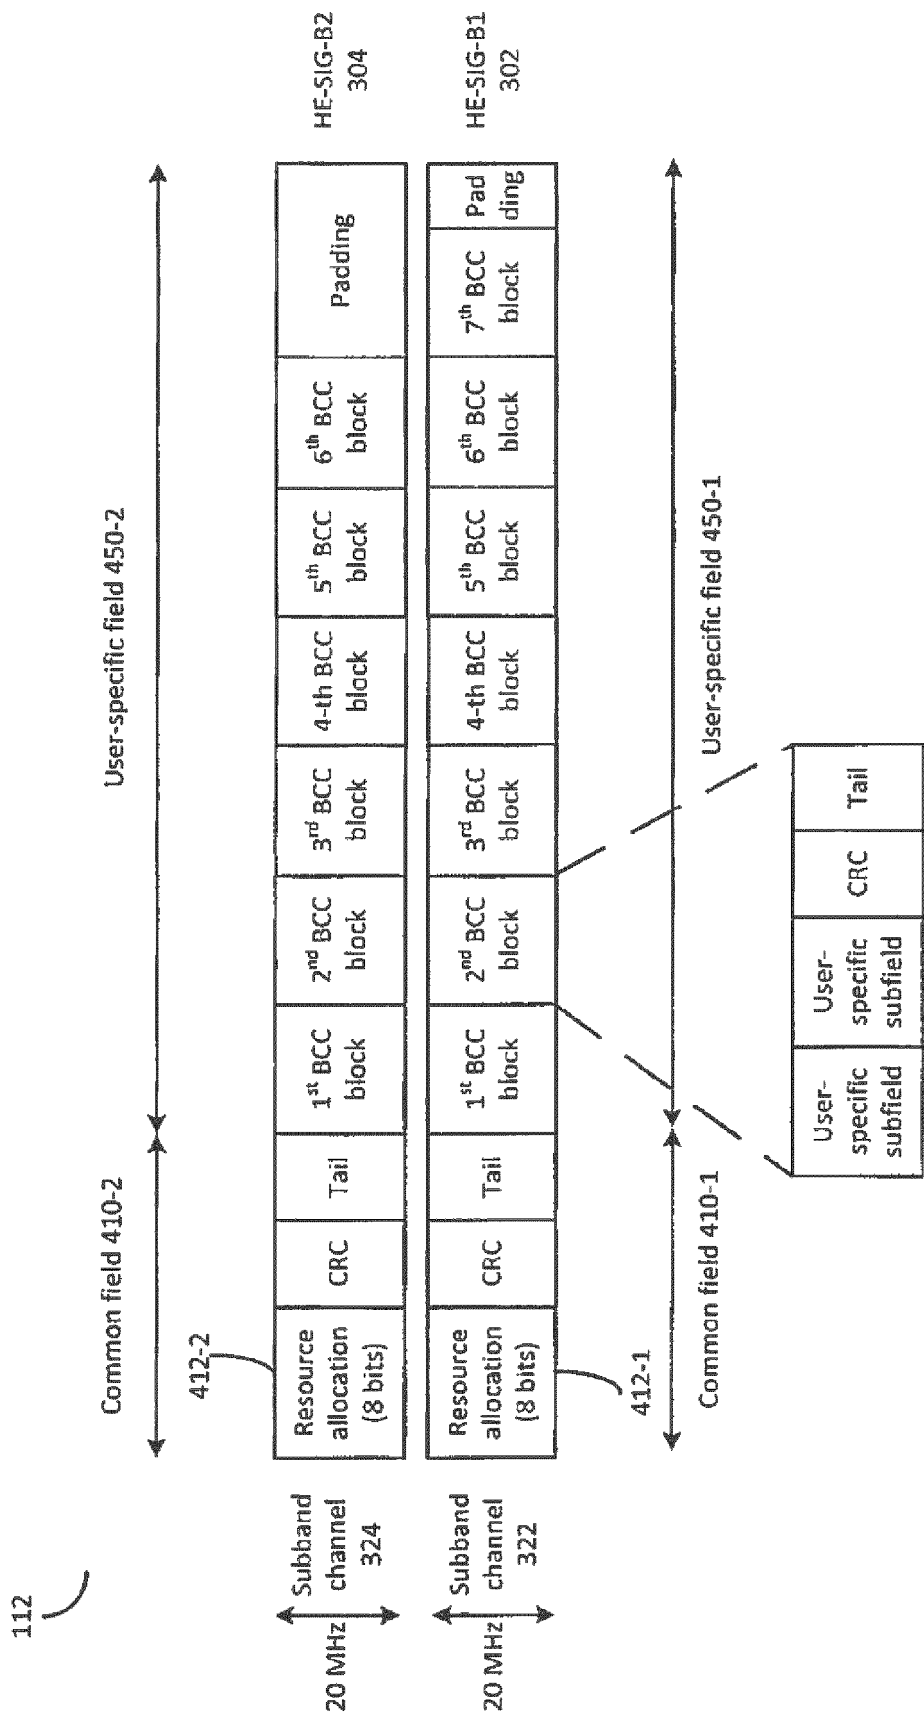 112
Common field 410-2
User-specific field 450-2
412-2
20 MHz
Subband
channel
324
Resource
allocation
(8 bits)
CRC
Tail
1st BCC
block
2nd BCC
block
3rd BCC
block
4-th BCC
block
5th BCC
block
6th BCC
block
Padding
HE-SIG-B2
304
20 MHz
Subband
channel
322
Resource
allocation
(8 bits)
CRC
Tail
1st BCC
block
2nd BCC
block
3rd BCC
block
4-th BCC
block
5th BCC
block
6th BCC
block
7th BCC
block
Pad
ding
HE-SIG-B1
302
412-1
Common field 410-1
User-specific field 450-1
User-
specific
subfield
User-
specific
subfield
CRC
Tail